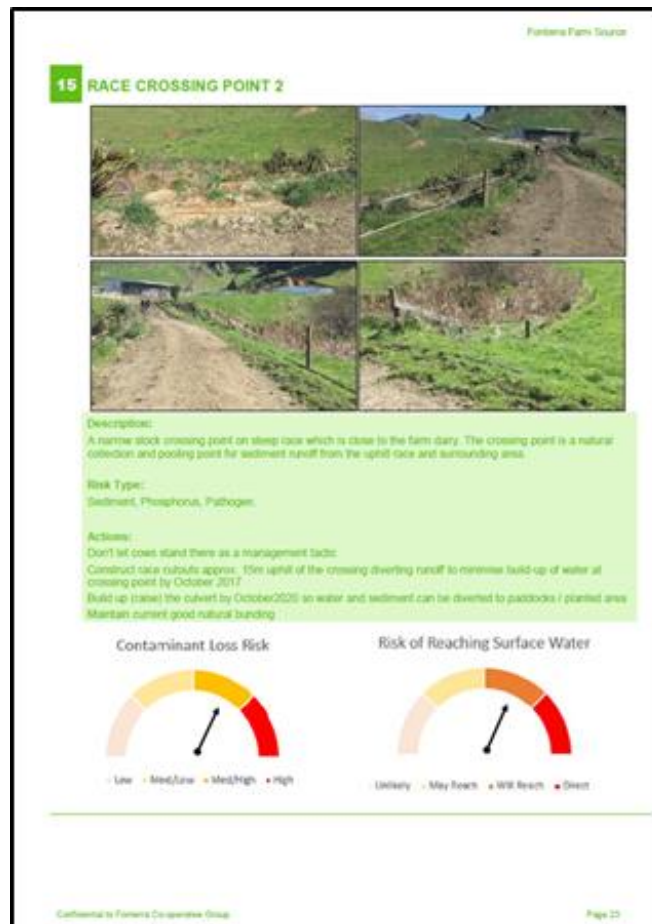 Fonterra Farm Source
15 RACE CROSSING POINT 2
Description:
A narrow stock crossing point on steep race which is close to the farm dairy. The crossing point is a natural
collection and pooling point for sediment runoff from the uphill race and surrounding area.
Risk Type:
Sediment, Phosphorus, Pathogen,
Actions:
Don't let cows stand there as a management tactic
Construct race cutouts approx. 15m uphill of the crossing diverting runoff to minimise build-up of water at
crossing point by October 2017
Build up (raise) the culvert by October2020 so water and sediment can be diverted to paddocks / planted area
Maintain current good natural bunding
Contaminant Loss Risk
Risk of Reaching Surface Water
Low Med/Low Med/High High
Unlikely May Reach Will Reach Direct
Confidential to Fonterra Co-operative Group
Page 25